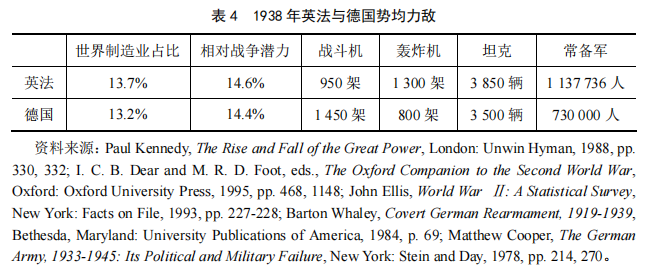 表 4 1938 年英法与德国势均力敌
世界制造业占比 相对战争潜力 战斗机 轰炸机 坦克 常备军
英法 13.7% 14.6% 950 架 1 300 架 3 850 辆 1 137 736 人
德国 13.2% 14.4% 1 450 架 800 架 3 500 辆 730 000 人
资料来源: Paul Kennedy, The Rise and Fall of the Great Power, London: Unwin Hyman, 1988, pp.
330, 332; I. C. B. Dear and M. R. D. Foot, eds., The Oxford Companion to the Second World War,
Oxford: Oxford University Press, 1995, pp. 468, 1148; John Ellis, World War Ⅱ: A Statistical Survey,
New York: Facts on File, 1993, pp. 227-228; Barton Whaley, Covert German Rearmament, 1919-1939,
Bethesda, Maryland: University Publications of America, 1984, p. 69; Matthew Cooper, The German
Army, 1933-1945: Its Political and Military Failure, New York: Stein and Day, 1978, pp. 214, 270。